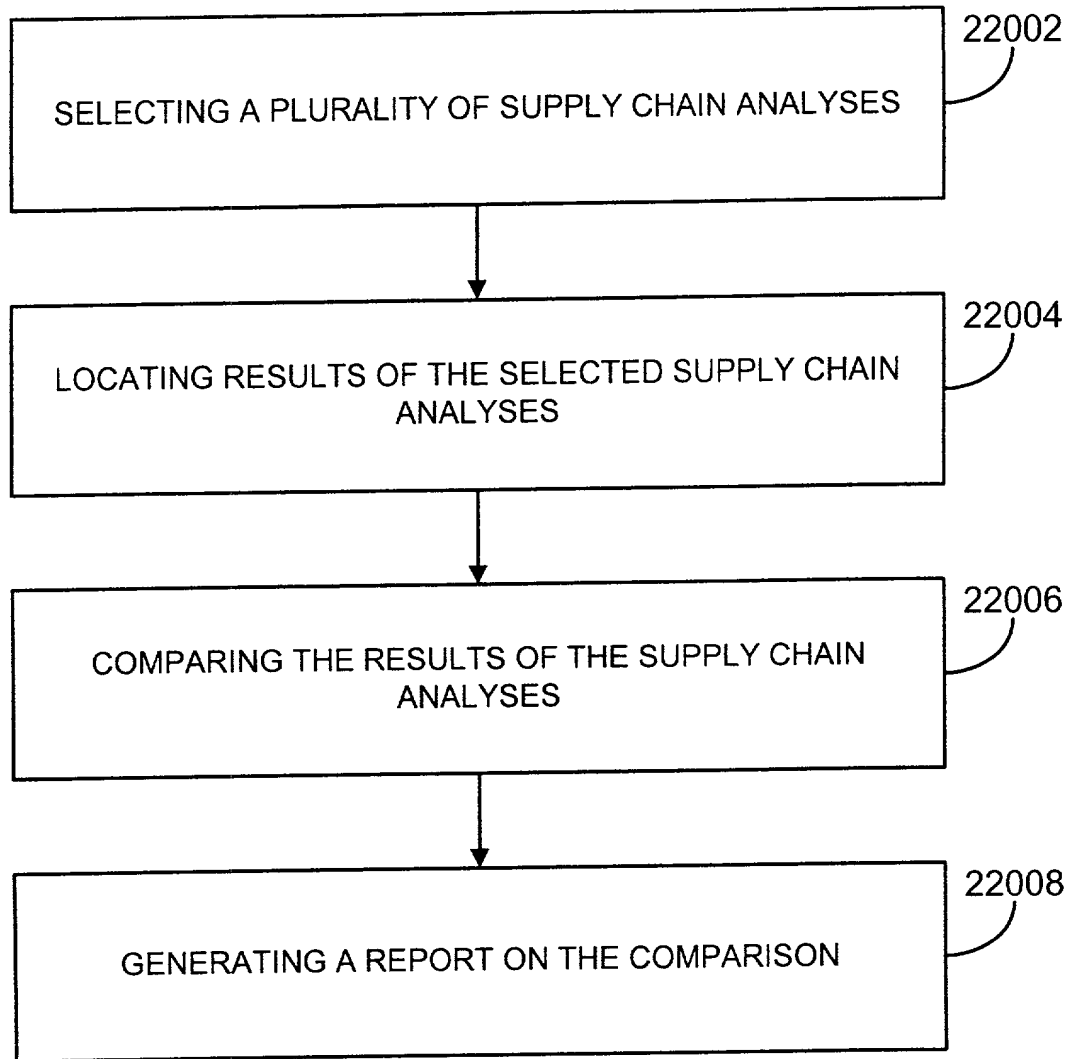 22002
SELECTING A PLURALITY OF SUPPLY CHAIN ANALYSES
22004
LOCATING RESULTS OF THE SELECTED SUPPLY CHAIN
ANALYSES
22006
COMPARING THE RESULTS OF THE SUPPLY CHAIN
ANALYSES
22008
GENERATING A REPORT ON THE COMPARISON